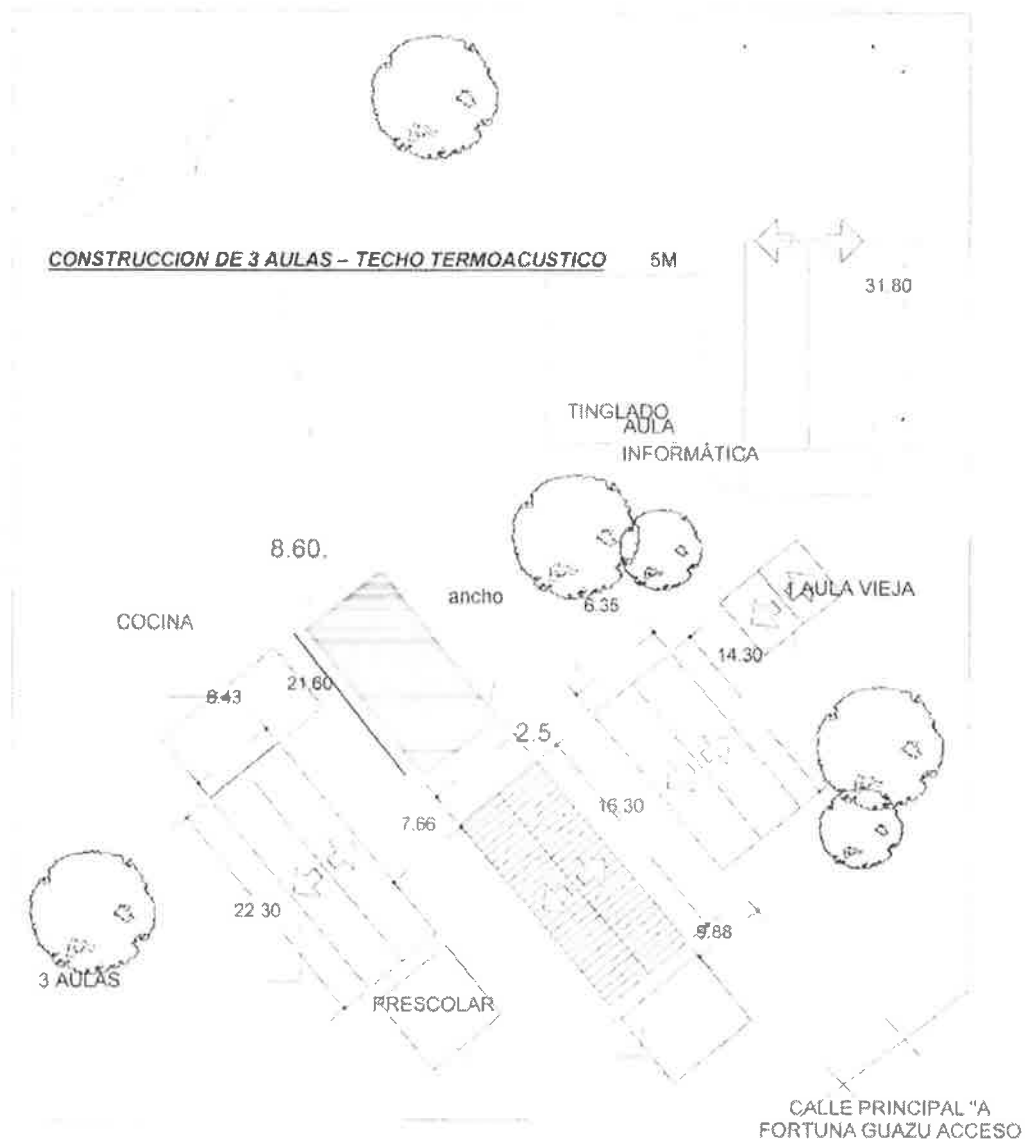 CONSTRUCCION DE 3 AULAS – TECHO TERMOACUSTICO 5M
31.80
TINGLADO
AULA
INFORMÁTICA
8.60.
ancho
6.35
1 AULA VIEJA
COCINA
14.30
21.60
8.43
2.5
16.30
7.66
22.30
9.88
3 AULAS
PRESCOLAR
CALLE PRINCIPAL "A
FORTUNA GUAZU ACCESO